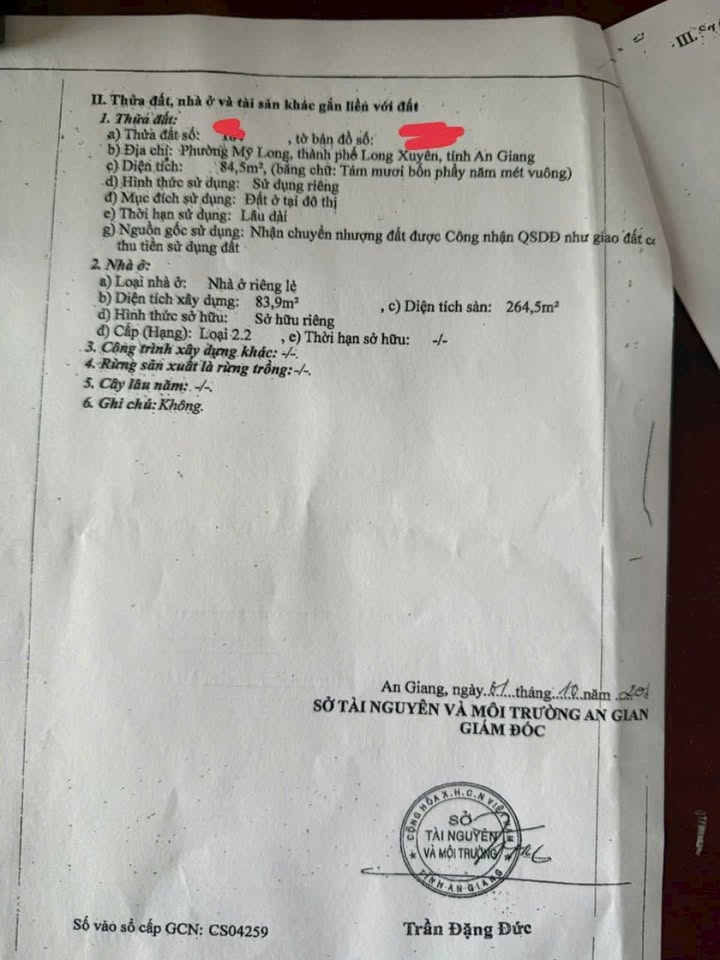 III.
II. Thửa đất, nhà ở và tài sản khác gắn liền với đất
1. Thửa đất:
a) Thửa đất số: , tờ bản đồ số:
b) Địa chỉ: Phường Mỹ Long, thành phố Long Xuyên, tỉnh An Giang
c) Diện tích: 84,5m², (bằng chữ: Tám mươi bốn phẩy năm mét vuông)
d) Hình thức sử dụng: Sử dụng riêng
đ) Mục đích sử dụng: Đất ở tại đô thị
e) Thời hạn sử dụng: Lâu dài
g) Nguồn gốc sử dụng: Nhận chuyển nhượng đất được Công nhận QSDĐ như giao đất
thu tiền sử dụng đất
2. Nhà ở:
a) Loại nhà ở: Nhà ở riêng lẻ
b) Diện tích xây dựng: 83,9m² , c) Diện tích sàn: 264,5m²
d) Hình thức sở hữu: Sở hữu riêng
đ) Cấp (Hạng): Loại 2.2 , e) Thời hạn sở hữu: -/-
3. Công trình xây dựng khác: -/-.
4. Rừng sản xuất là rừng trồng: -/-.
5. Cây lâu năm: -/-.
6. Ghi chú: Không.
An Giang, ngày tháng 10 năm
SỞ TÀI NGUYÊN VÀ MÔI TRƯỜNG AN GIAN
GIÁM ĐỐC
CỘNG HÒA X.H.C.N VIỆT NAM
SỞ
TÀI NGUYÊN
VÀ MÔI TRƯỜNG
TỈNH AN GIANG
Số vào sổ cấp GCN: CS04259
Trần Đặng Đức